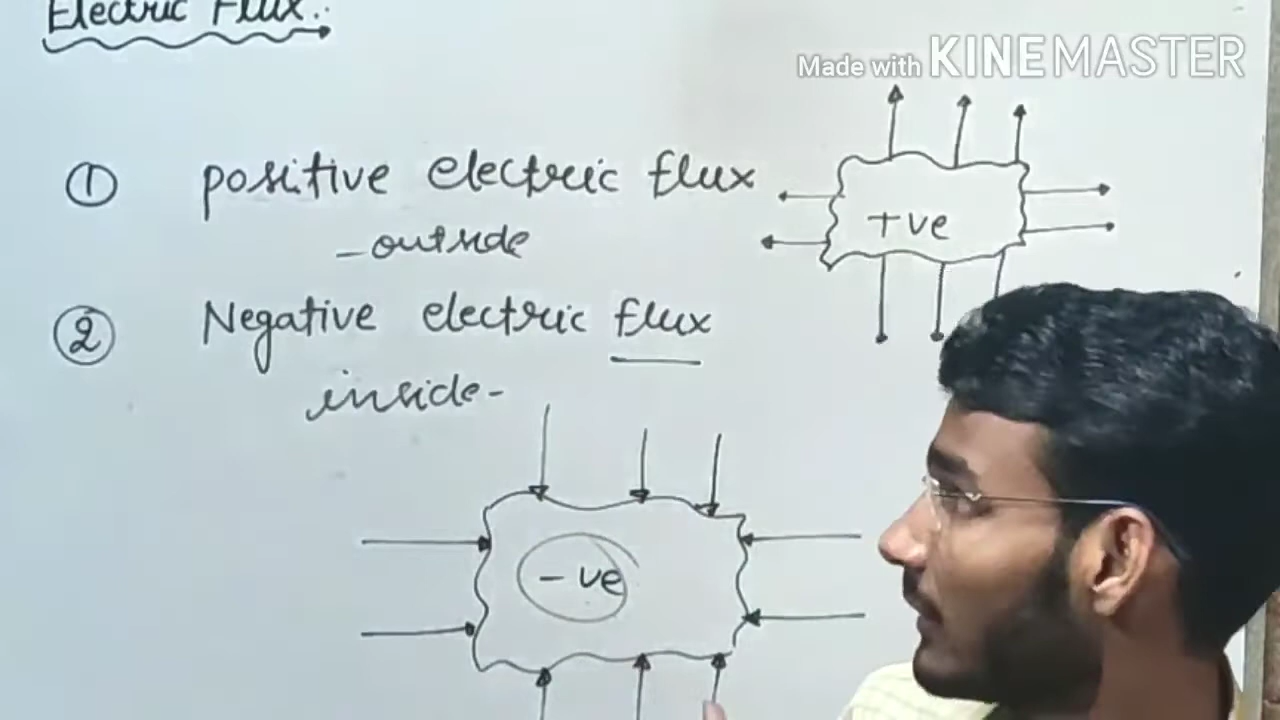 Electric Flux:
Made with KINEMASTER
① positive electric flux
- outside
+ve
② Negative electric flux
inside -
- ve